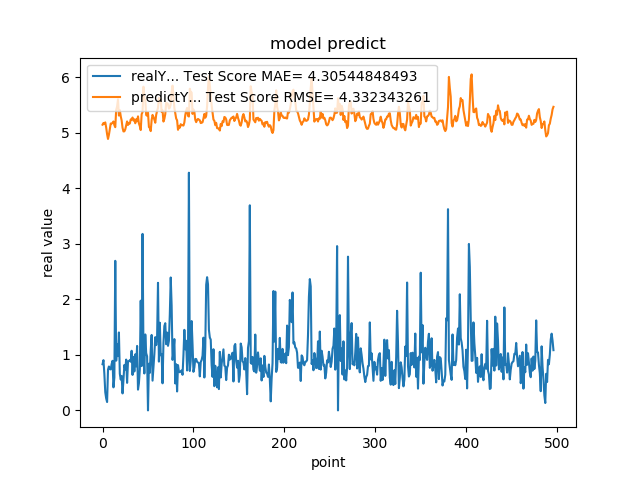 model predict
realY... Test Score MAE= 4.30544848493
predictY... Test Score RMSE= 4.332343261
6
5
4
3
2
1
0
real value
0 100 200 300 400 500
point